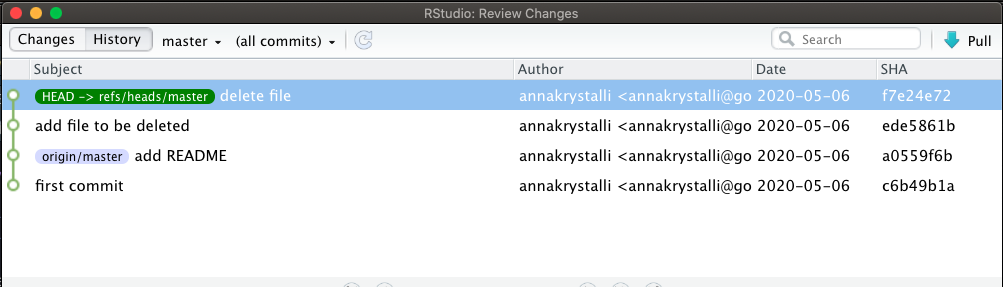 RStudio: Review Changes
Changes History master (all commits) Search Pull
Subject Author Date SHA
HEAD -> refs/heads/master delete file annakrystalli <annakrystalli@go 2020-05-06 f7e24e72
add file to be deleted annakrystalli <annakrystalli@go 2020-05-06 ede5861b
origin/master add README annakrystalli <annakrystalli@go 2020-05-06 a0559f6b
first commit annakrystalli <annakrystalli@go 2020-05-06 c6b49b1a